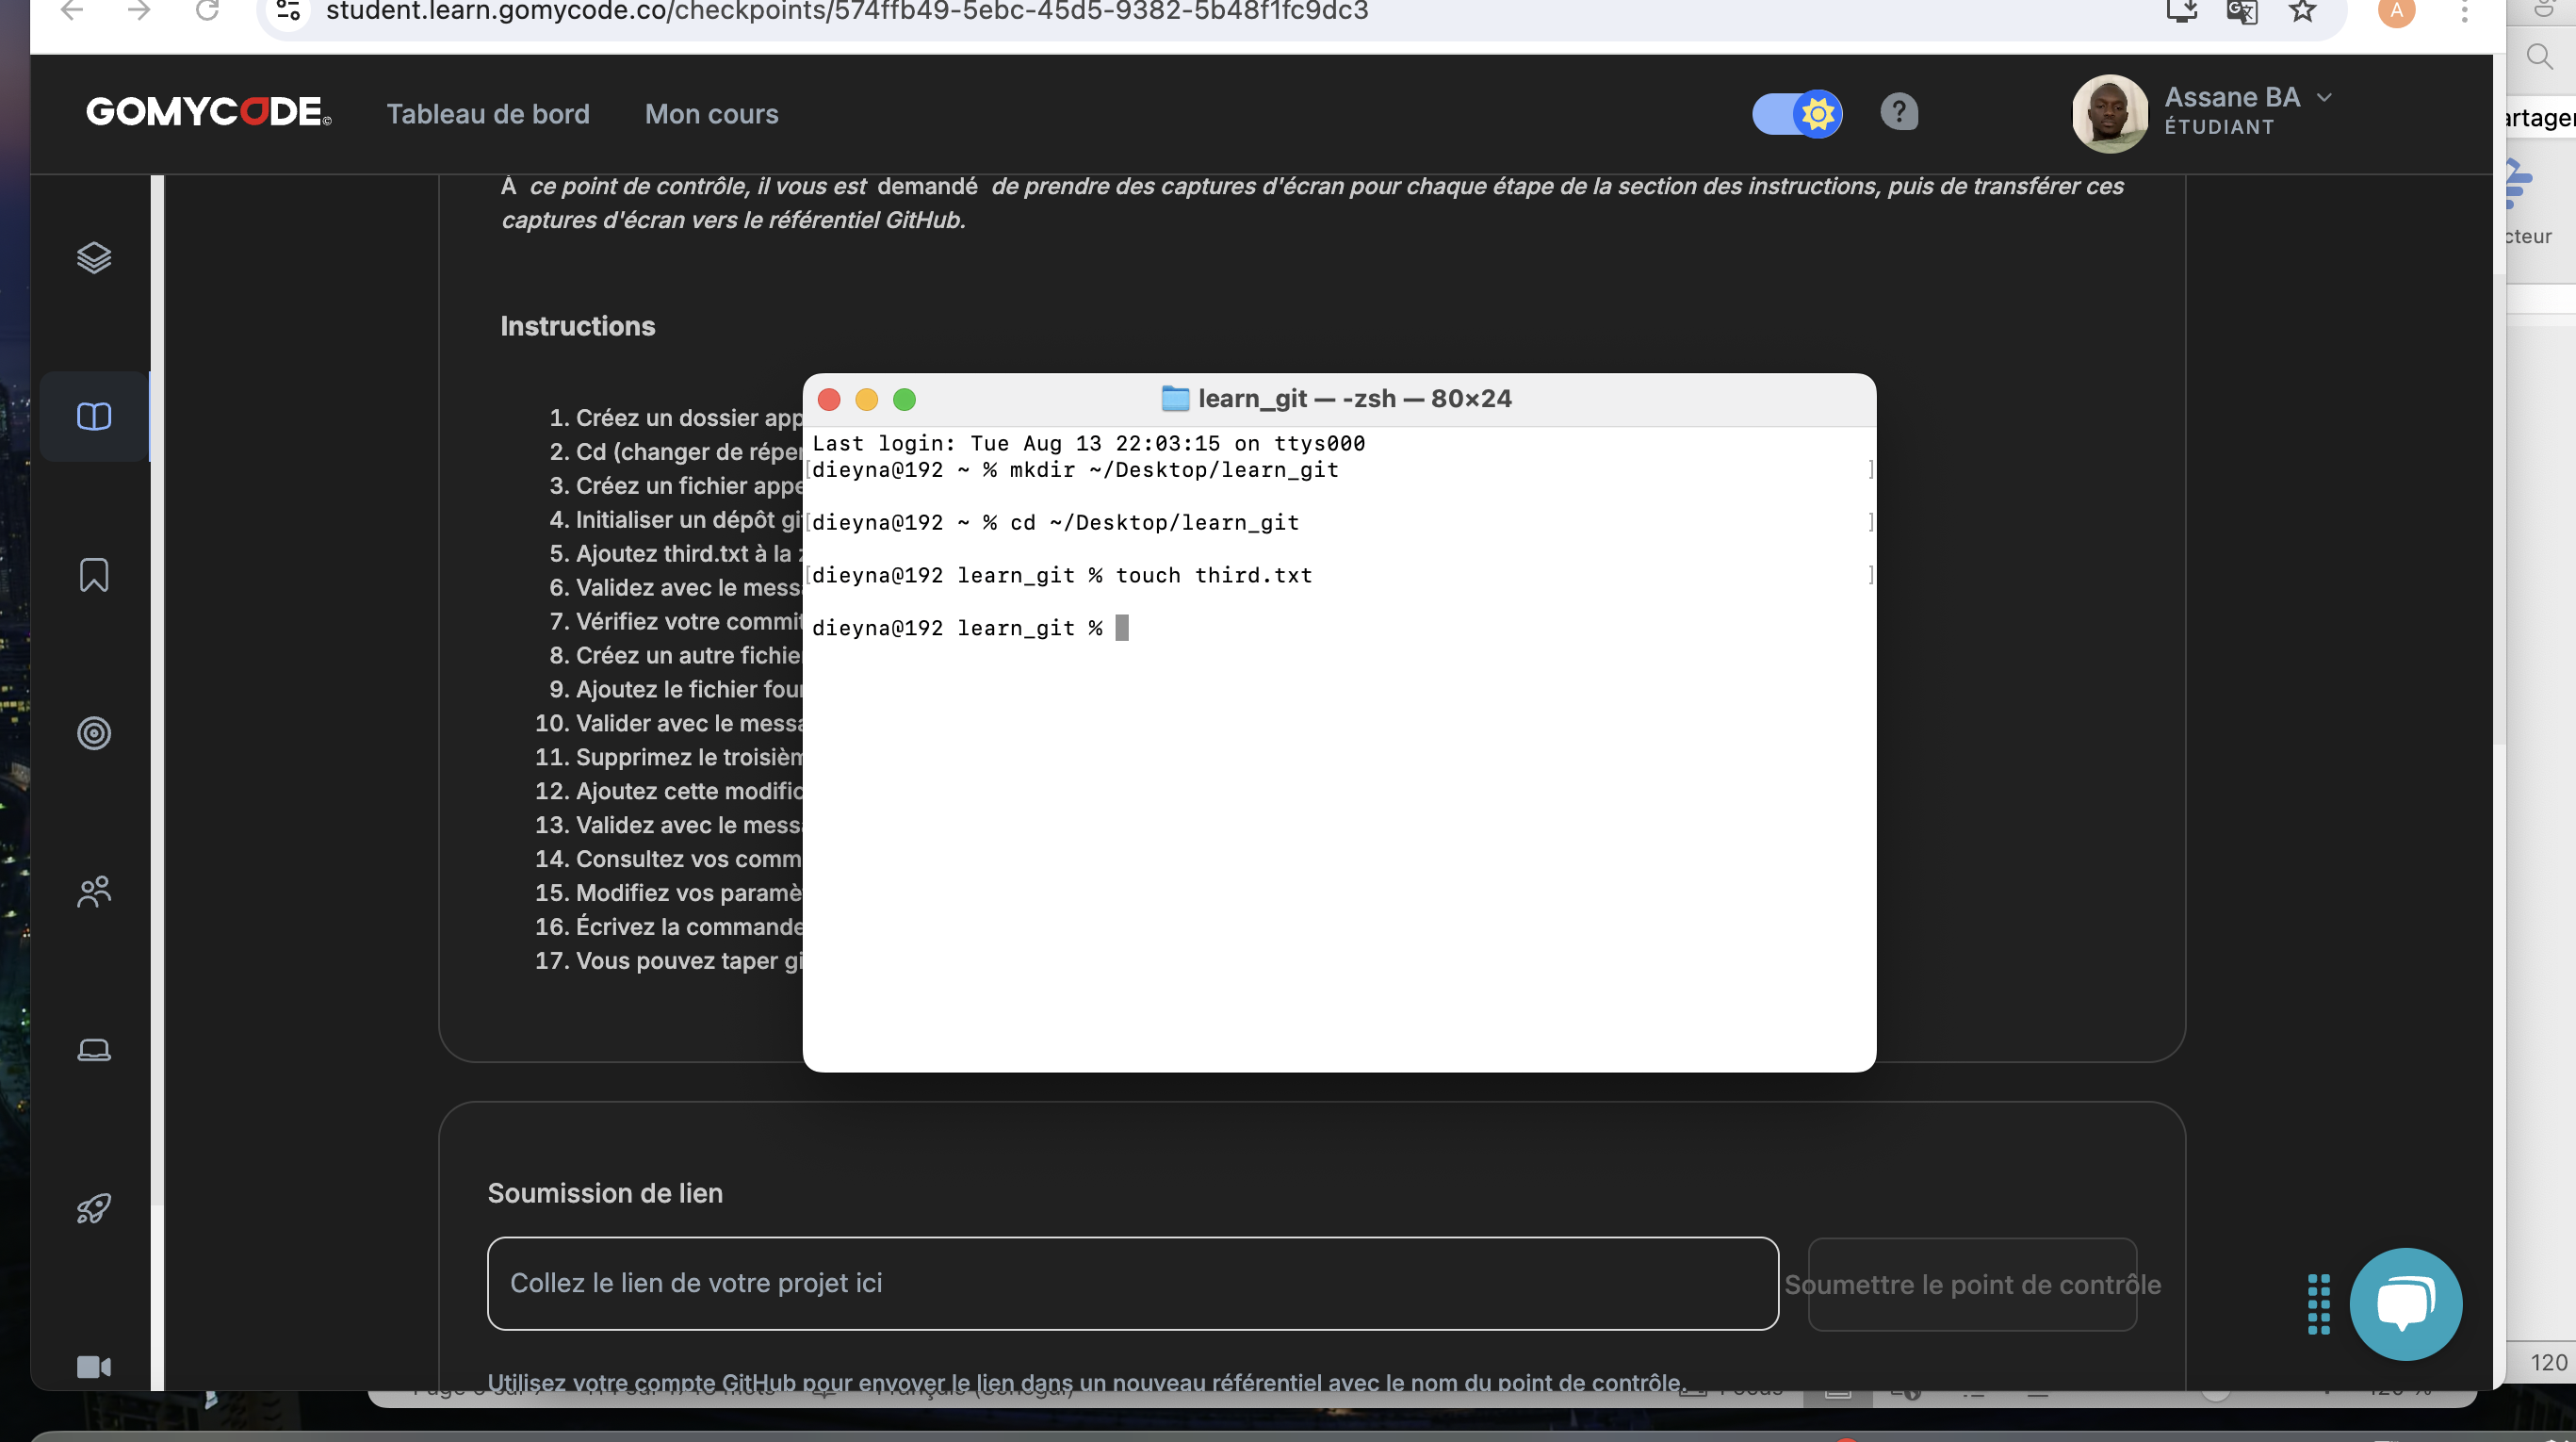 student.learn.gomycode.co/checkpoints/574ffb49-5ebc-45d5-9382-5b48f1fc9dc3
A
GOMYCODE
Tableau de bord
Mon cours
?
Assane BA
ÉTUDIANT
artager
cteur
À ce point de contrôle, il vous est demandé de prendre des captures d'écran pour chaque étape de la section des instructions, puis de transférer ces
captures d'écran vers le référentiel GitHub.
Instructions
1. Créez un dossier app
2. Cd (changer de réper
3. Créez un fichier appe
4. Initialiser un dépôt gi
5. Ajoutez third.txt à la
6. Validez avec le mess
7. Vérifiez votre commit
8. Créez un autre fichie
9. Ajoutez le fichier four
10. Valider avec le messa
11. Supprimez le troisièm
12. Ajoutez cette modific
13. Validez avec le messa
14. Consultez vos comm
15. Modifiez vos paramè
16. Écrivez la commande
17. Vous pouvez taper gi
learn_git — -zsh — 80×24
Last login: Tue Aug 13 22:03:15 on ttys000
[dieyna@192 ~ % mkdir ~/Desktop/learn_git ]
[dieyna@192 ~ % cd ~/Desktop/learn_git ]
[dieyna@192 learn_git % touch third.txt ]
dieyna@192 learn_git %
Soumission de lien
Collez le lien de votre projet ici
Soumettre le point de contrôle
Utilisez votre compte GitHub pour envoyer le lien dans un nouveau référentiel avec le nom du point de contrôle.
120